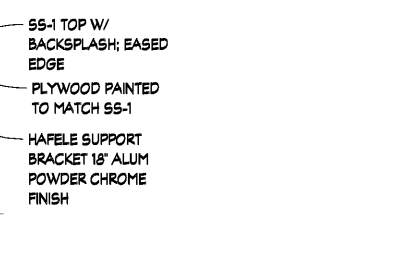 SS-1 TOP W/
BACKSPLASH; EASED
EDGE
PLYWOOD PAINTED
TO MATCH SS-1
HAFELE SUPPORT
BRACKET 18" ALUM
POWDER CHROME
FINISH